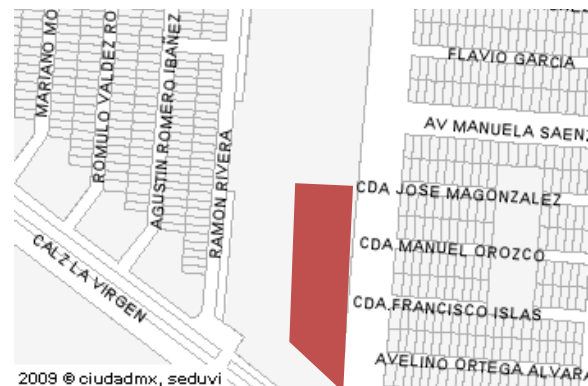 MARIANO MO
ROMULO VALDEZ RO
AGUSTIN ROMERO IBAÑEZ
RAMON RIVERA
CALZ LA VIRGEN
FLAVIO GARCIA
AV MANUELA SAENZ
CDA JOSE MAGONZALEZ
CDA MANUEL OROZCO
CDA.FRANCISCO ISLAS
AVELINO ORTEGA ALVARA
2009 © ciudadmx, seduvi